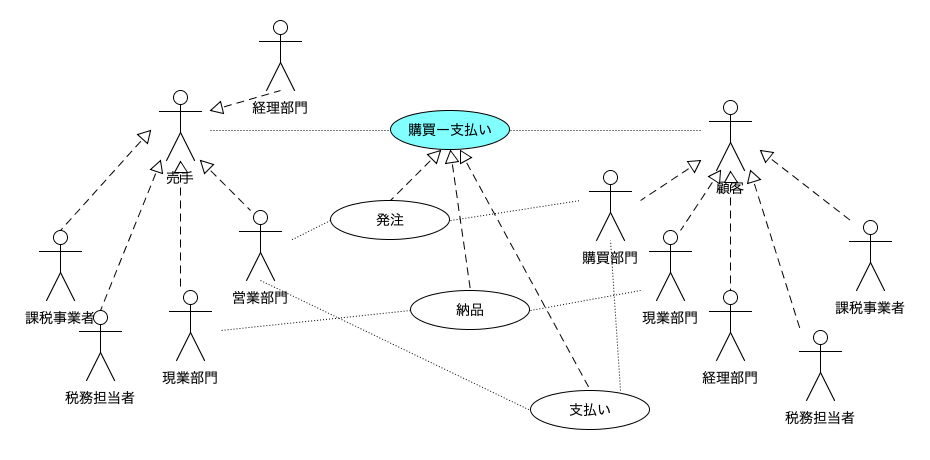 経理部門
購買ー支払い
売手
顧客
発注
購買部門
営業部門
納品
課税事業者
現業部門
課税事業者
現業部門
経理部門
税務担当者
支払い
税務担当者